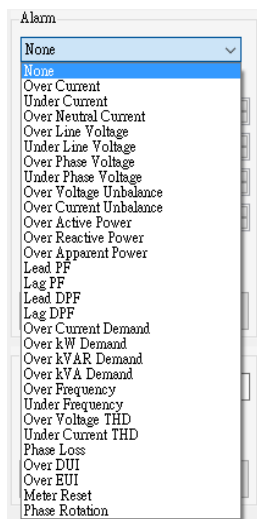 Alarm
None
None
Over Current
Under Current
Over Neutral Current
Over Line Voltage
Under Line Voltage
Over Phase Voltage
Under Phase Voltage
Over Voltage Unbalance
Over Current Unbalance
Over Active Power
Over Reactive Power
Over Apparent Power
Lead PF
Lag PF
Lead DPF
Lag DPF
Over Current Demand
Over kW Demand
Over kVAR Demand
Over kVA Demand
Over Frequency
Under Frequency
Over Voltage THD
Under Current THD
Phase Loss
Over DUI
Over EUI
Meter Reset
Phase Rotation